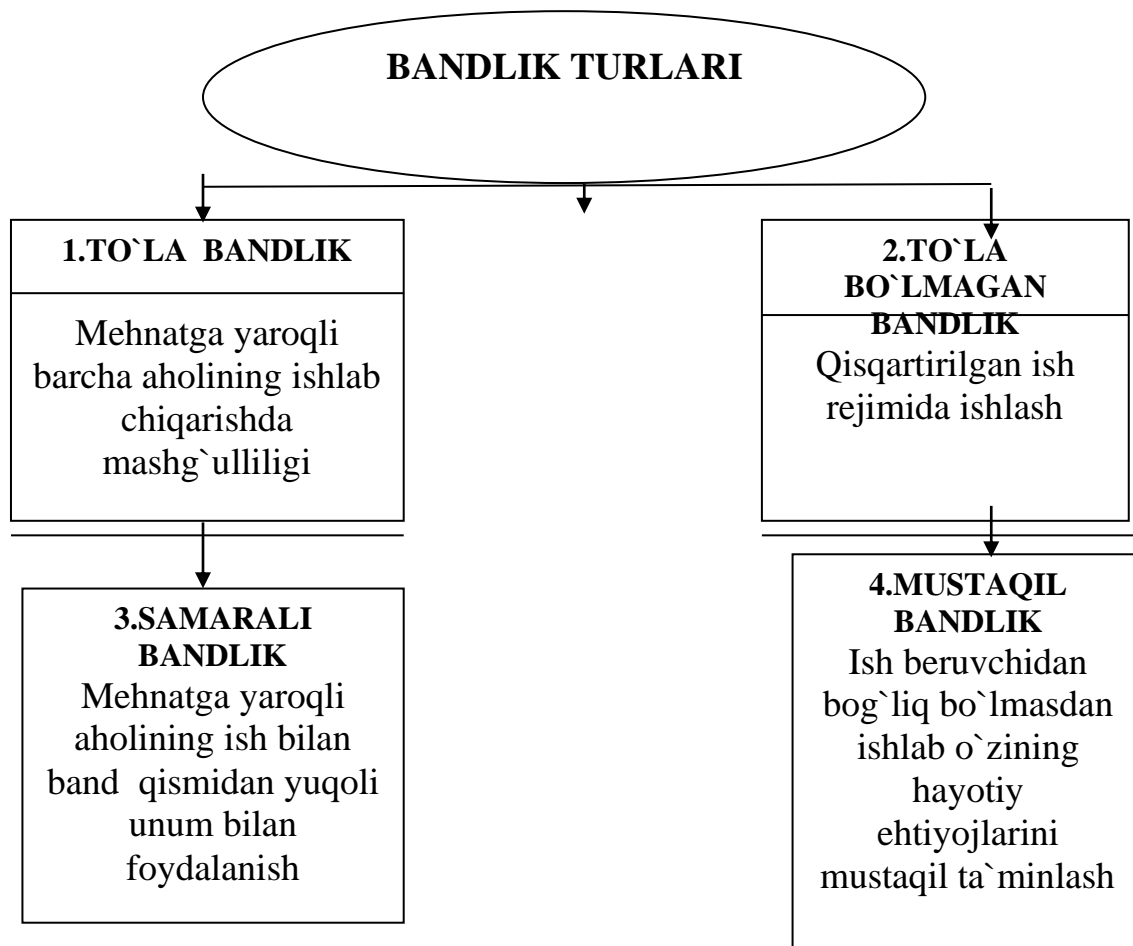 BANDLIK TURLARI
1.TO`LA BANDLIK
Mehnatga yaroqli
barcha aholining ishlab
chiqarishda
mashg`ulliligi
2.TO`LA
BO`LMAGAN
BANDLIK
Qisqartirilgan ish
rejimida ishlash
3.SAMARALI
BANDLIK
Mehnatga yaroqli
aholining ish bilan
band qismidan yuqoli
unum bilan
foydalanish
4.MUSTAQIL
BANDLIK
Ish beruvchidan
bog`liq bo`lmasdan
ishlab o`zining
hayotiy
ehtiyojlarini
mustaqil ta`minlash